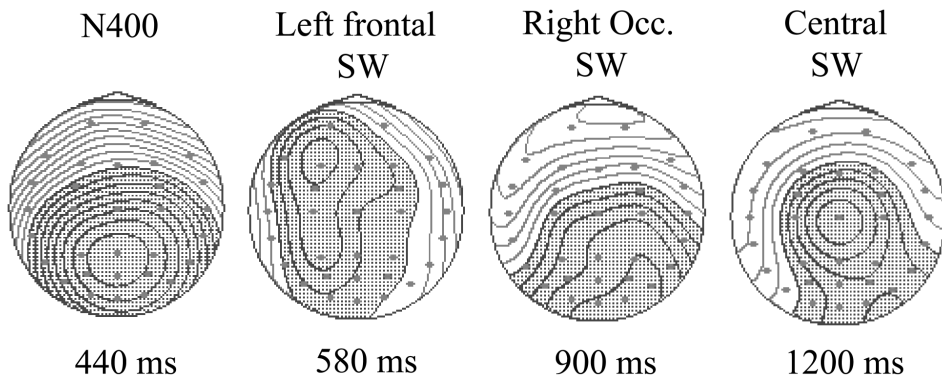 N400
Left frontal
SW
Right Occ.
SW
Central
SW
440 ms
580 ms
900 ms
1200 ms